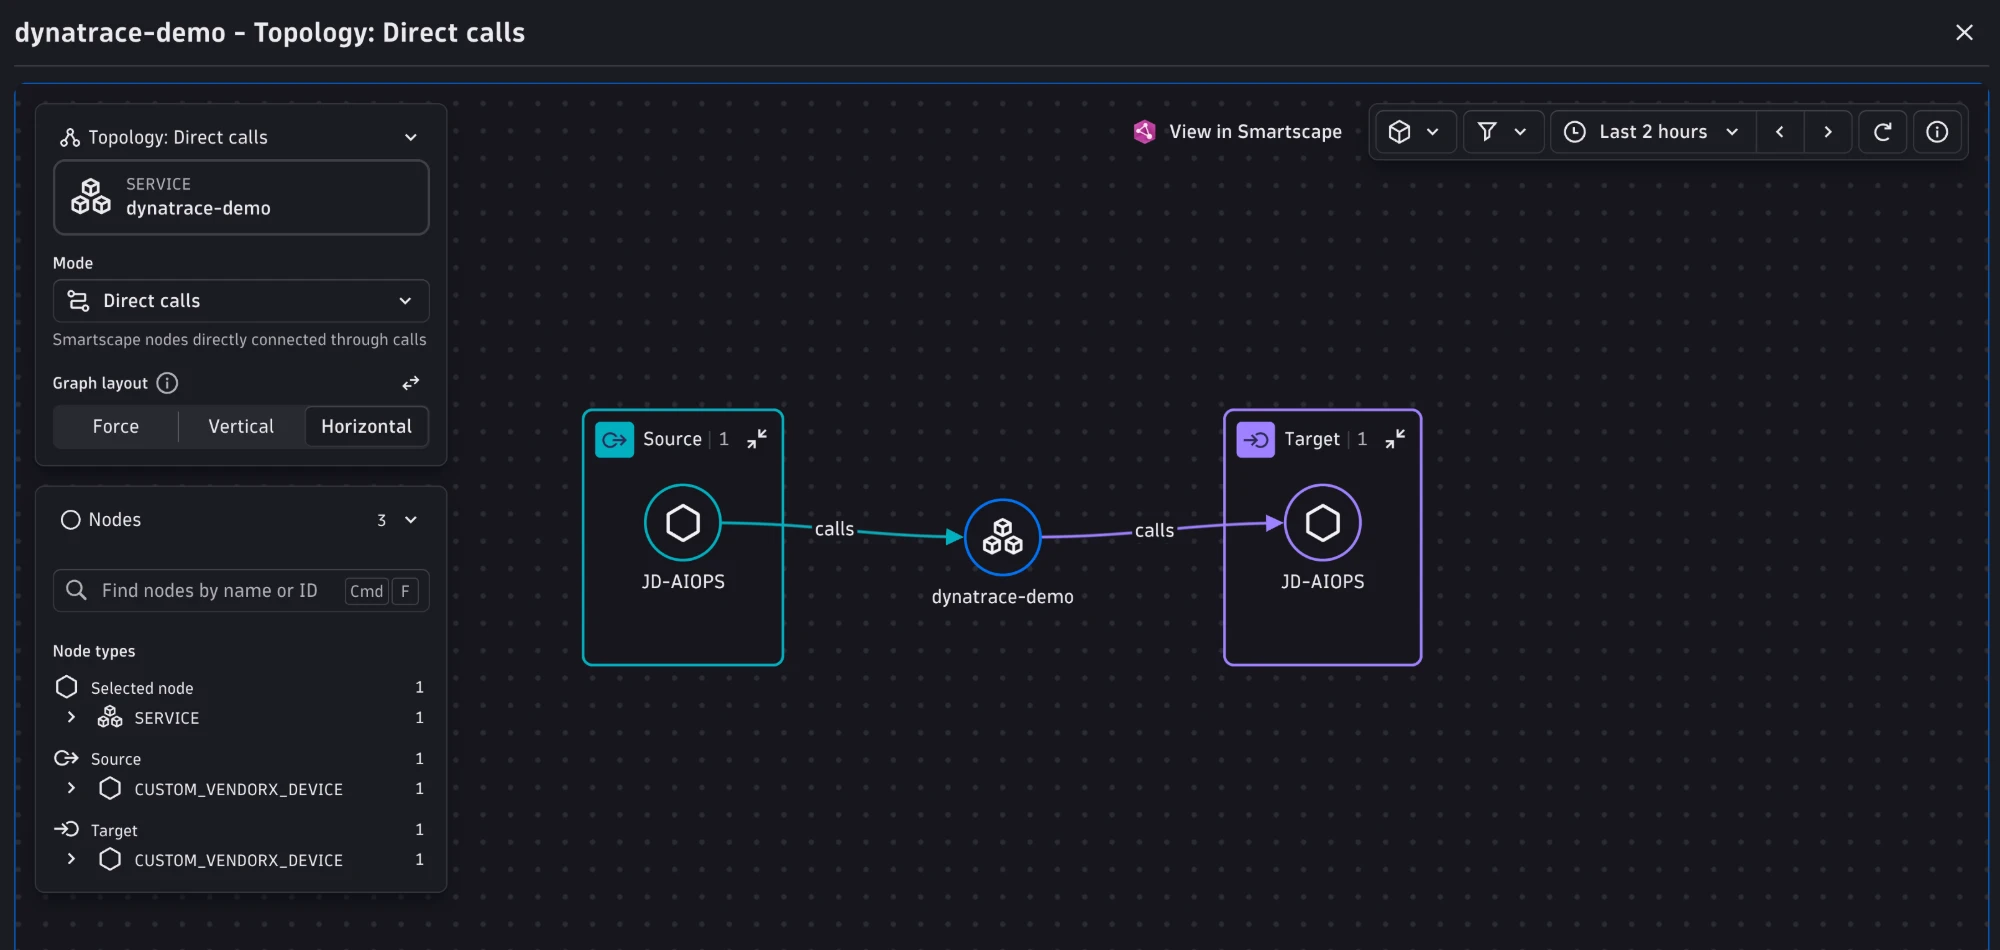 dynatrace-demo - Topology: Direct calls
Topology: Direct calls
SERVICE
dynatrace-demo
Mode
Direct calls
Smartscape nodes directly connected through calls
Graph layout
Force Vertical Horizontal
Nodes 3
Find nodes by name or ID Cmd F
Node types
Selected node 1
SERVICE 1
Source 1
CUSTOM_VENDORX_DEVICE 1
Target 1
CUSTOM_VENDORX_DEVICE 1
View in Smartscape
Last 2 hours
Source 1
JD-AIOPS
calls
dynatrace-demo
calls
Target 1
JD-AIOPS